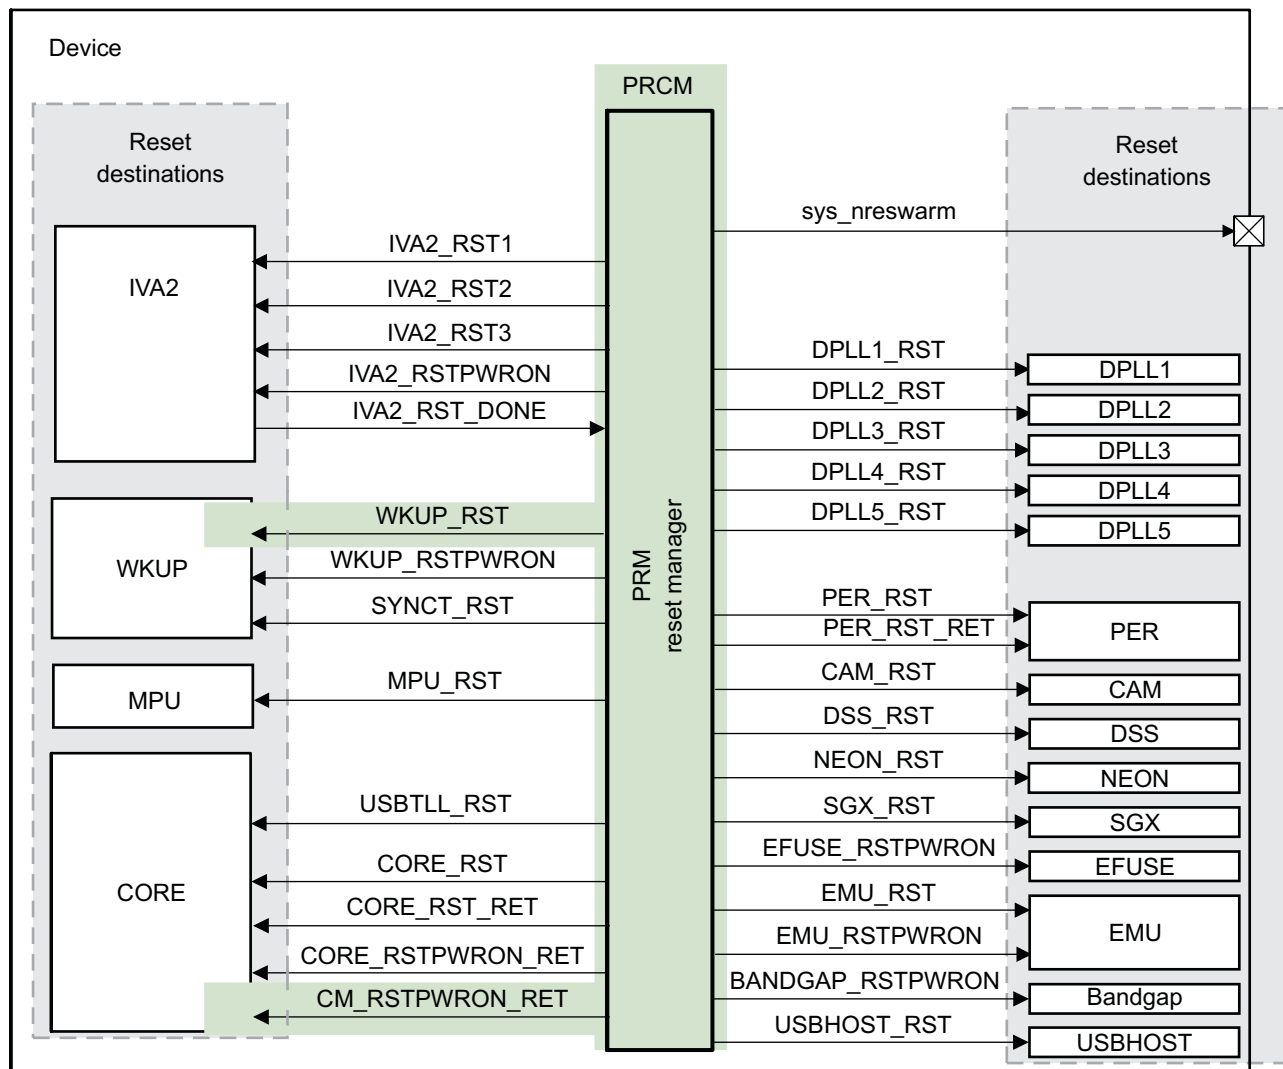 Device
PRCM
Reset
destinations
IVA2
IVA2_RST1
IVA2_RST2
IVA2_RST3
IVA2_RSTPWRON
IVA2_RST_DONE
WKUP
WKUP_RST
WKUP_RSTPWRON
SYNCT_RST
MPU
MPU_RST
CORE
USBTLL_RST
CORE_RST
CORE_RST_RET
CORE_RSTPWRON_RET
CM_RSTPWRON_RET
PRM
reset manager
Reset
destinations
sys_nreswarm
DPLL1_RST
DPLL1
DPLL2_RST
DPLL2
DPLL3_RST
DPLL3
DPLL4_RST
DPLL4
DPLL5_RST
DPLL5
PER_RST
PER_RST_RET
PER
CAM_RST
CAM
DSS_RST
DSS
NEON_RST
NEON
SGX_RST
SGX
EFUSE_RSTPWRON
EFUSE
EMU_RST
EMU_RSTPWRON
EMU
BANDGAP_RSTPWRON
Bandgap
USBHOST_RST
USBHOST